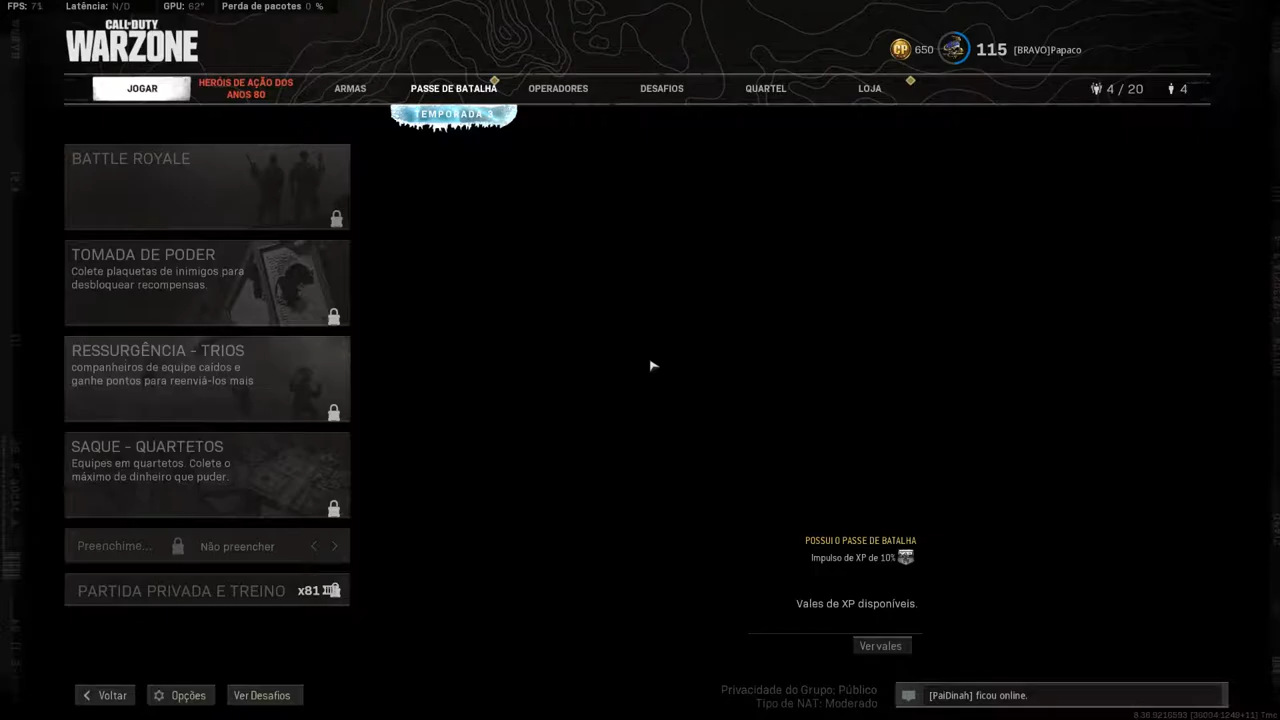 FPS: 71 Latência: N/D GPU: 62° Perda de pacotes 0 %
CALL OF DUTY
WARZONE
CP 650 115 [BRAVO]Papaco
JOGAR
HERÓIS DE AÇÃO DOS
ANOS 80
ARMAS
PASSE DE BATALHA
OPERADORES
DESAFIOS
QUARTEL
LOJA
4 / 20 4
TEMPORADA 3
BATTLE ROYALE
TOMADA DE PODER
Colete plaquetas de inimigos para
desbloquear recompensas.
RESSURGÊNCIA - TRIOS
companheiros de equipe caídos e
ganhe pontos para reenviá-los mais
SAQUE - QUARTETOS
Equipes em quartetos. Colete o
máximo de dinheiro que puder.
Preenchime... Não preencher
PARTIDA PRIVADA E TREINO x81
POSSUI O PASSE DE BATALHA
Impulso de XP de 10%
Vales de XP disponíveis.
Ver vales
Voltar
Opções
Ver Desafios
Privacidade do Grupo: Público
Tipo de NAT: Moderado
[PaiDinah] ficou online.